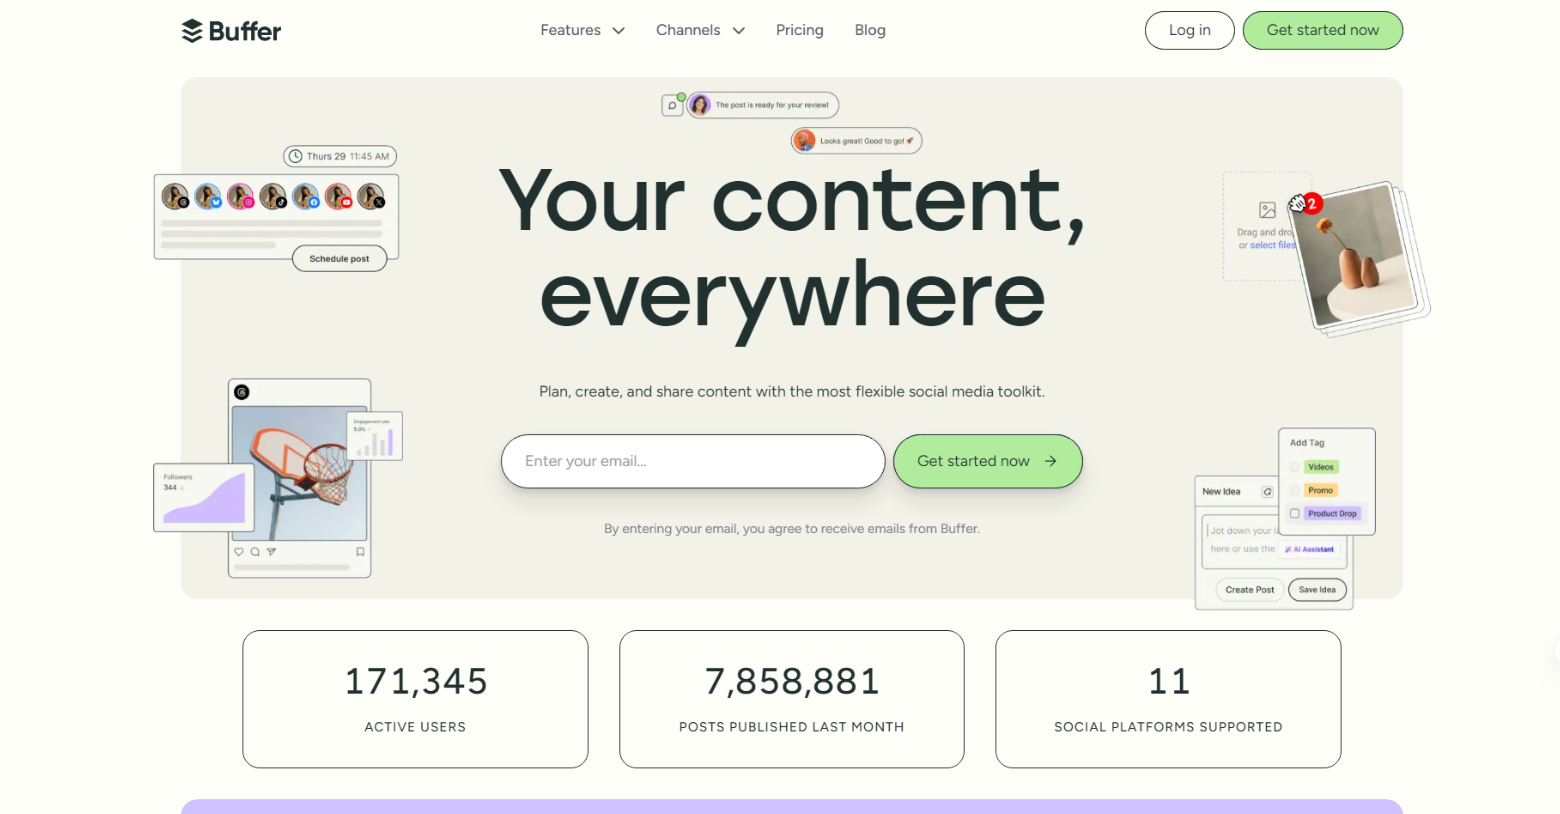 Buffer
Features
Channels
Pricing
Blog
Log in
Get started now
The post is ready for your review!
Looks great! Good to go! 🚀
Thurs 29 11:45 AM
Schedule post
Your content,
everywhere
2
Drag and drop
or select files
Plan, create, and share content with the most flexible social media toolkit.
Enter your email...
Get started now →
By entering your email, you agree to receive emails from Buffer.
Engagement rate
5.0%
Followers
344
Add Tag
Videos
Promo
Product Drop
New Idea
Jot down your
here or use the AI Assistant
Create Post
Save Idea
171,345
ACTIVE USERS
7,858,881
POSTS PUBLISHED LAST MONTH
11
SOCIAL PLATFORMS SUPPORTED